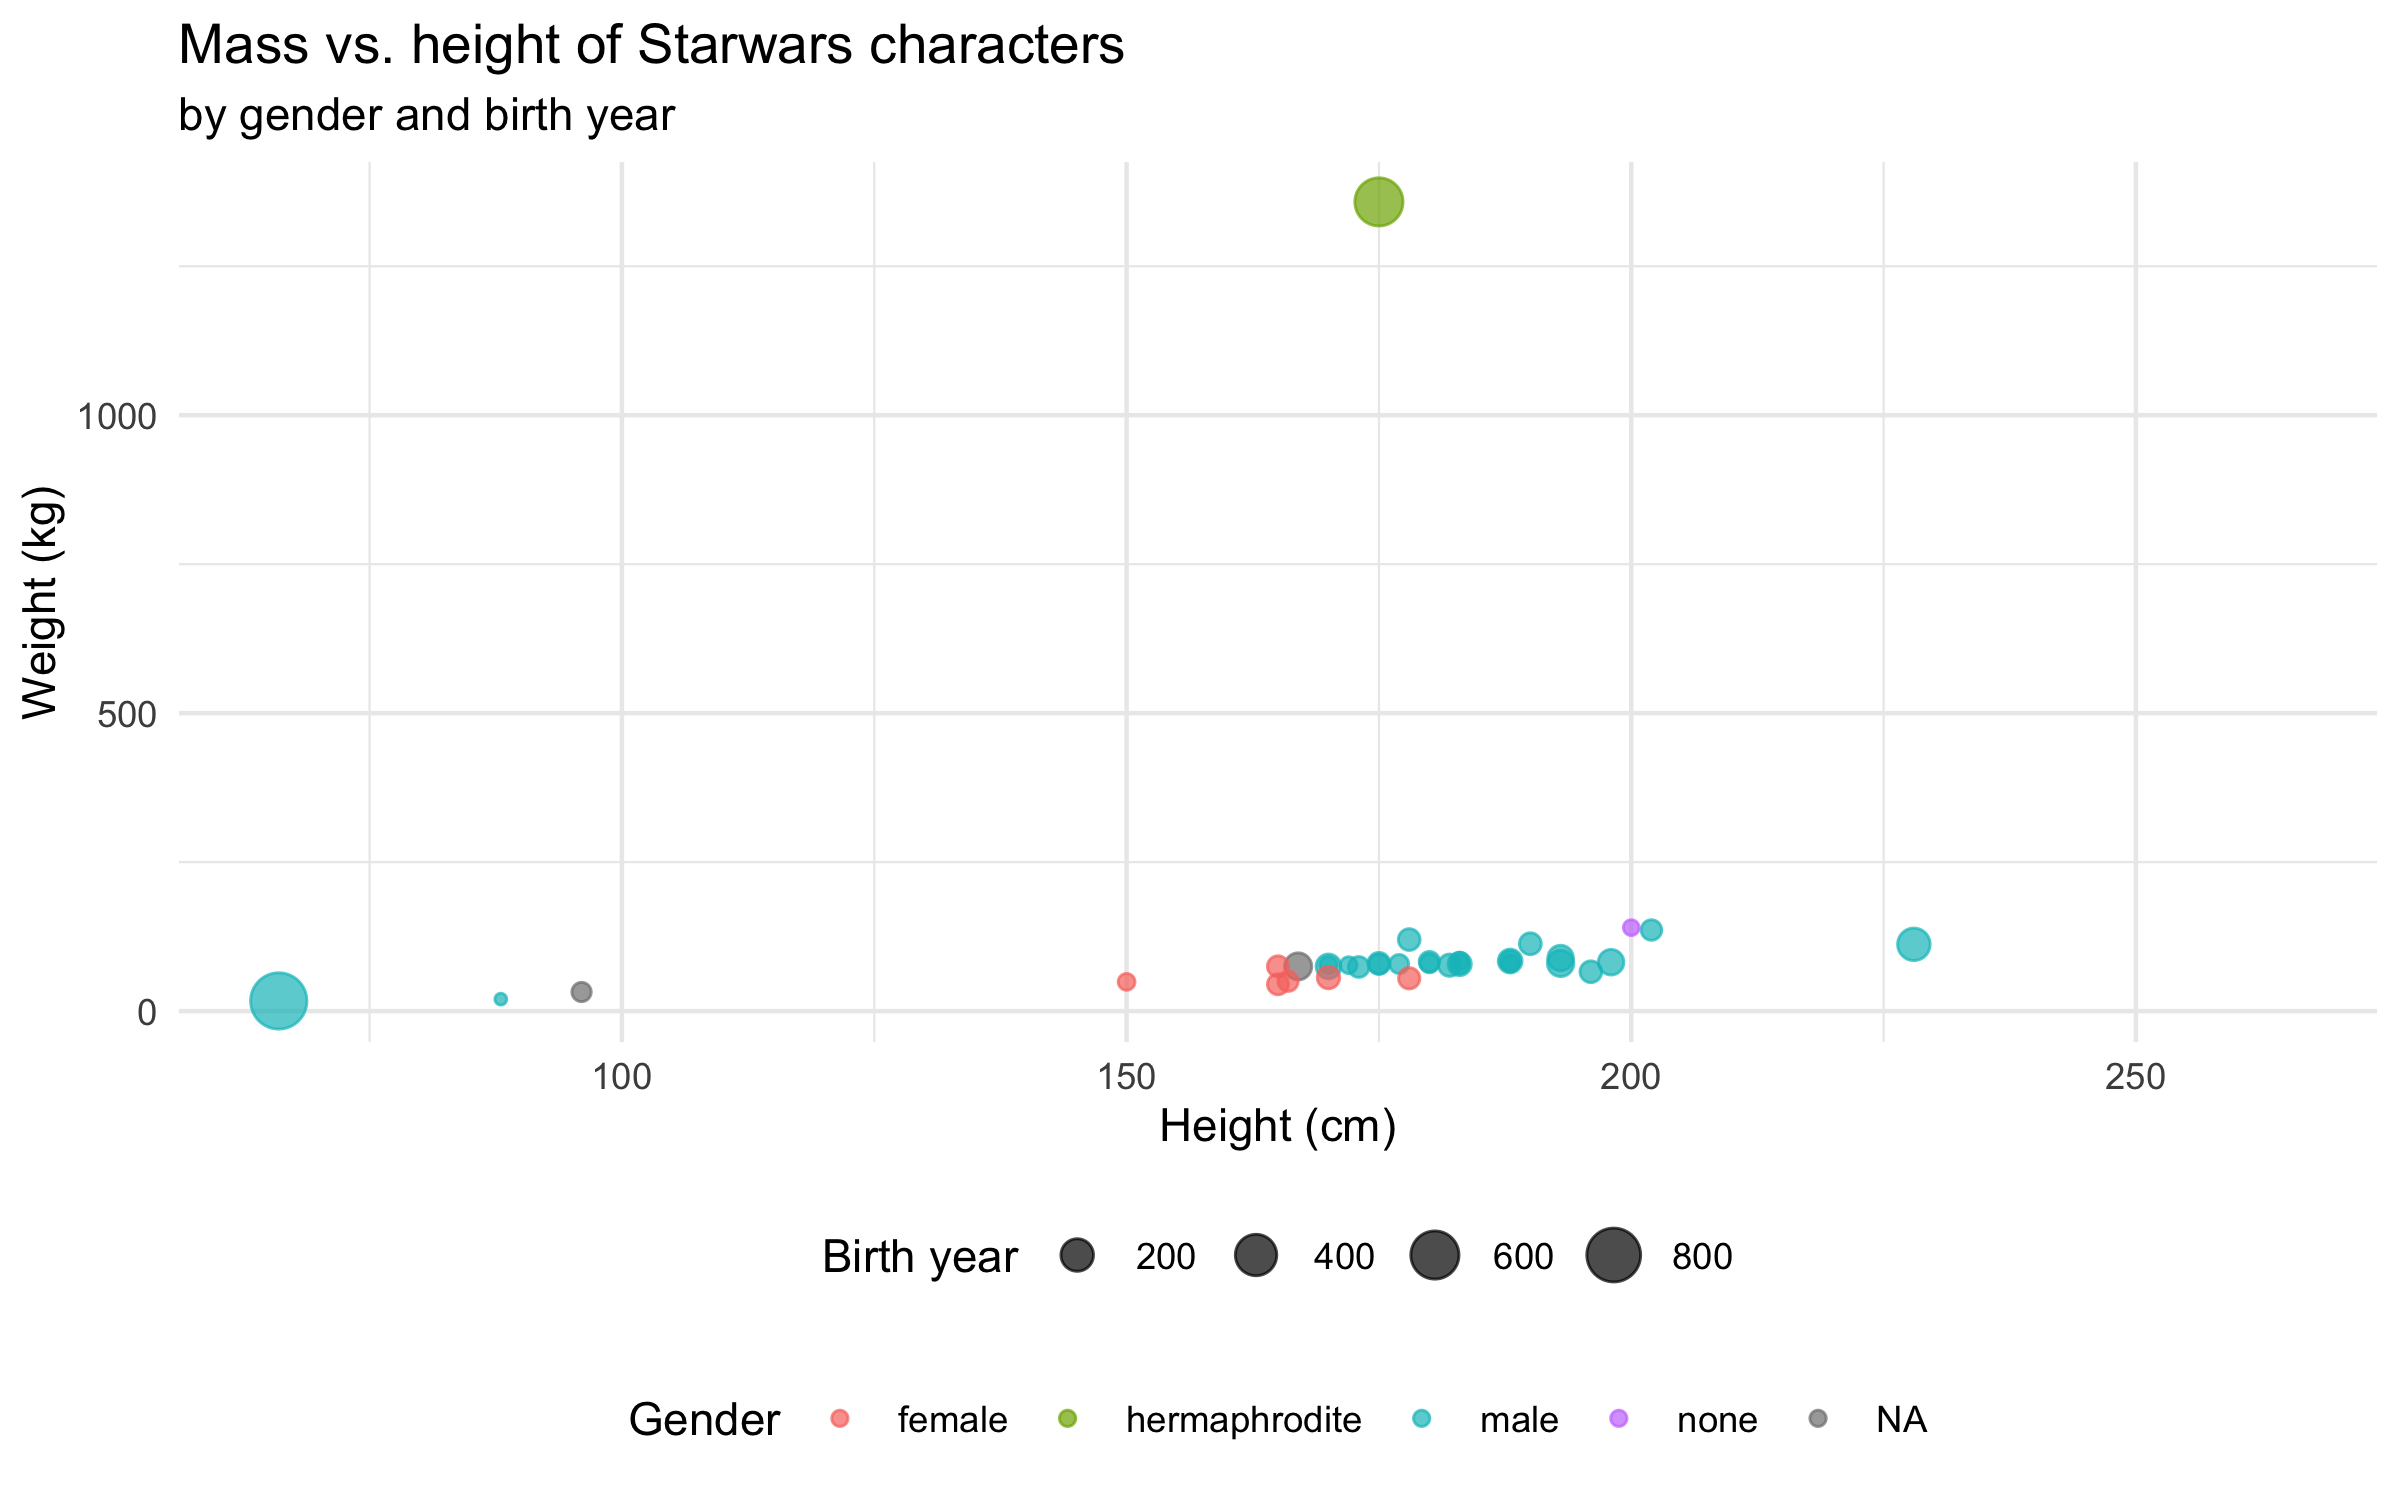 Mass vs. height of Starwars characters
by gender and birth year
Weight (kg)
1000
500
0
100 150 200 250
Height (cm)
Birth year 200 400 600 800
Gender female hermaphrodite male none NA